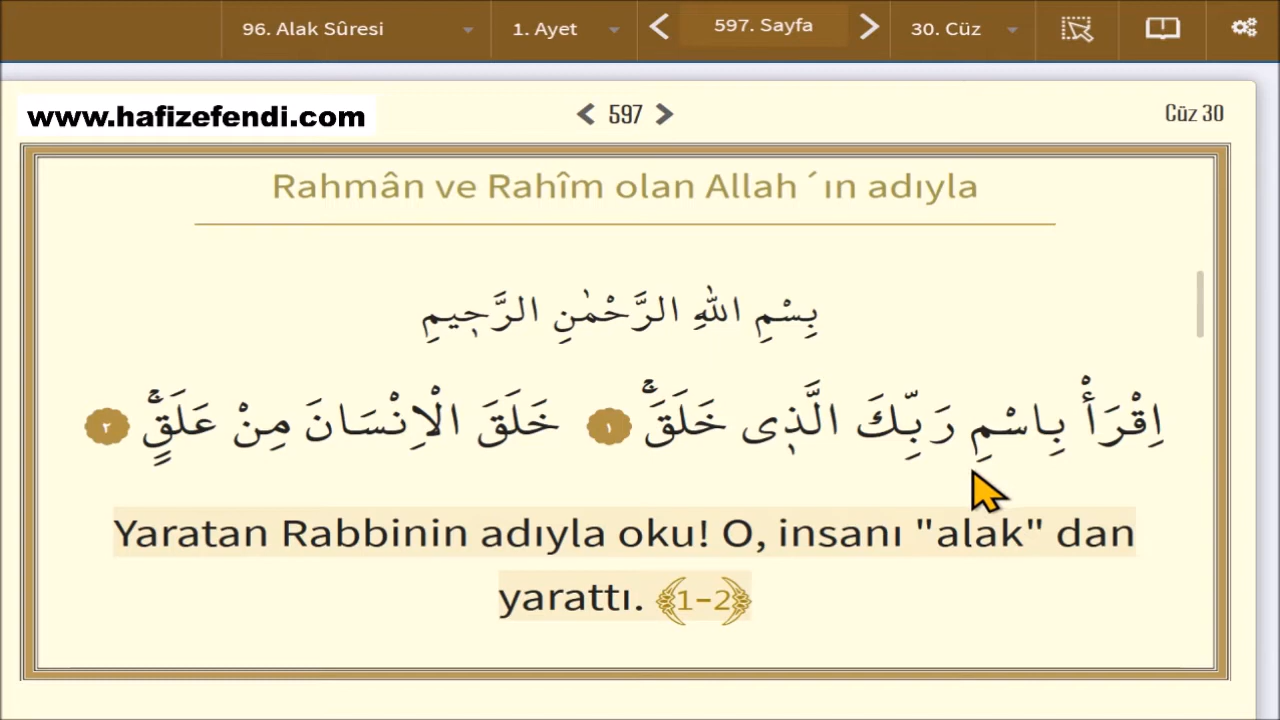 96. Alak Sûresi 1. Ayet 597. Sayfa 30. Cüz
www.hafizefendi.com 597 Cüz 30
Rahmân ve Rahîm olan Allah´ın adıyla
بِسْمِ اللّٰهِ الرَّحْمٰنِ الرَّح۪يمِ
اِقْرَأْ بِاسْمِ رَبِّكَ الَّذ۪ى خَلَقَۚ ١ خَلَقَ الْاِنْسَانَ مِنْ عَلَقٍۚ ٢
Yaratan Rabbinin adıyla oku! O, insanı "alak" dan
yarattı. ﴾1-2﴿